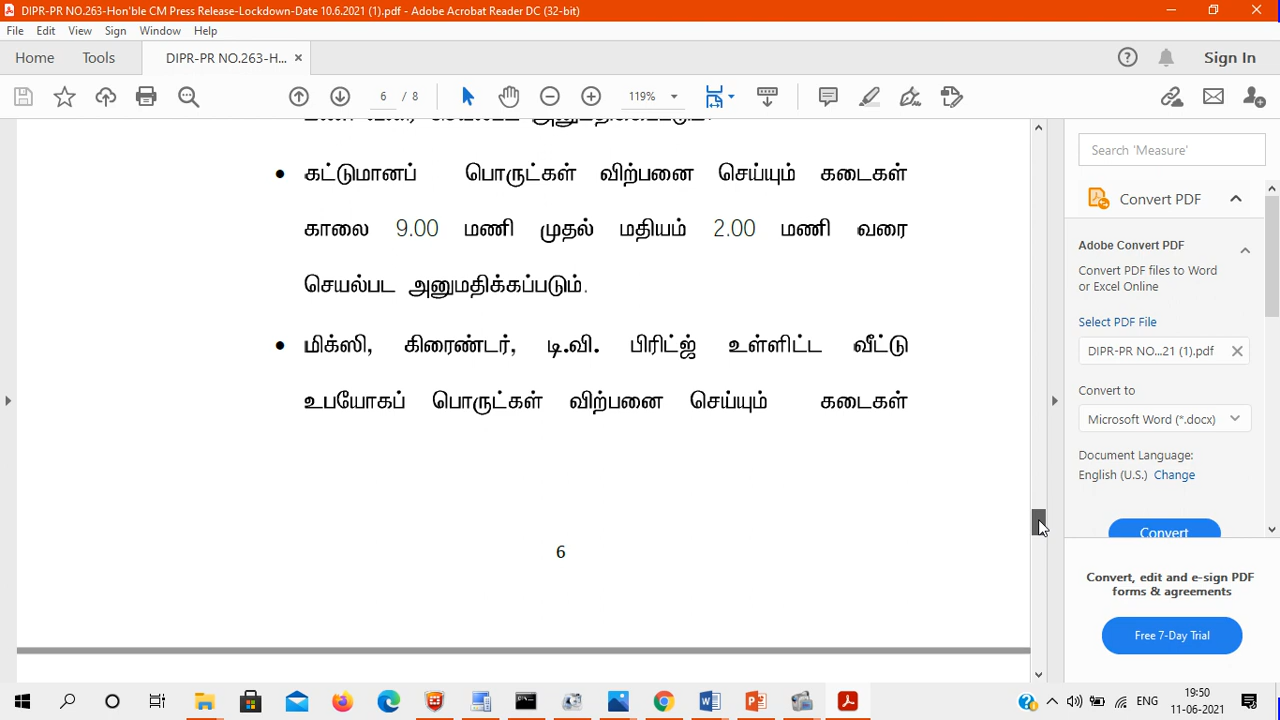 DIPR-PR NO.263-Hon'ble CM Press Release-Lockdown-Date 10.6.2021 (1).pdf - Adobe Acrobat Reader DC (32-bit)
File Edit View Sign Window Help
Home Tools DIPR-PR NO.263-H... Sign In
6 / 8 119%
• கட்டுமானப் பொருட்கள் விற்பனை செய்யும் கடைகள்
காலை 9.00 மணி முதல் மதியம் 2.00 மணி வரை
செயல்பட அனுமதிக்கப்படும்.
• மிக்ஸி, கிரைண்டர், டி.வி. பிரிட்ஜ் உள்ளிட்ட வீட்டு
உபயோகப் பொருட்கள் விற்பனை செய்யும் கடைகள்
6
Search 'Measure'
Convert PDF
Adobe Convert PDF
Convert PDF files to Word
or Excel Online
Select PDF File
DIPR-PR NO...21 (1).pdf
Convert to
Microsoft Word (*.docx)
Document Language:
English (U.S.) Change
Convert
Convert, edit and e-sign PDF
forms & agreements
Free 7-Day Trial
ENG
19:50
11-06-2021